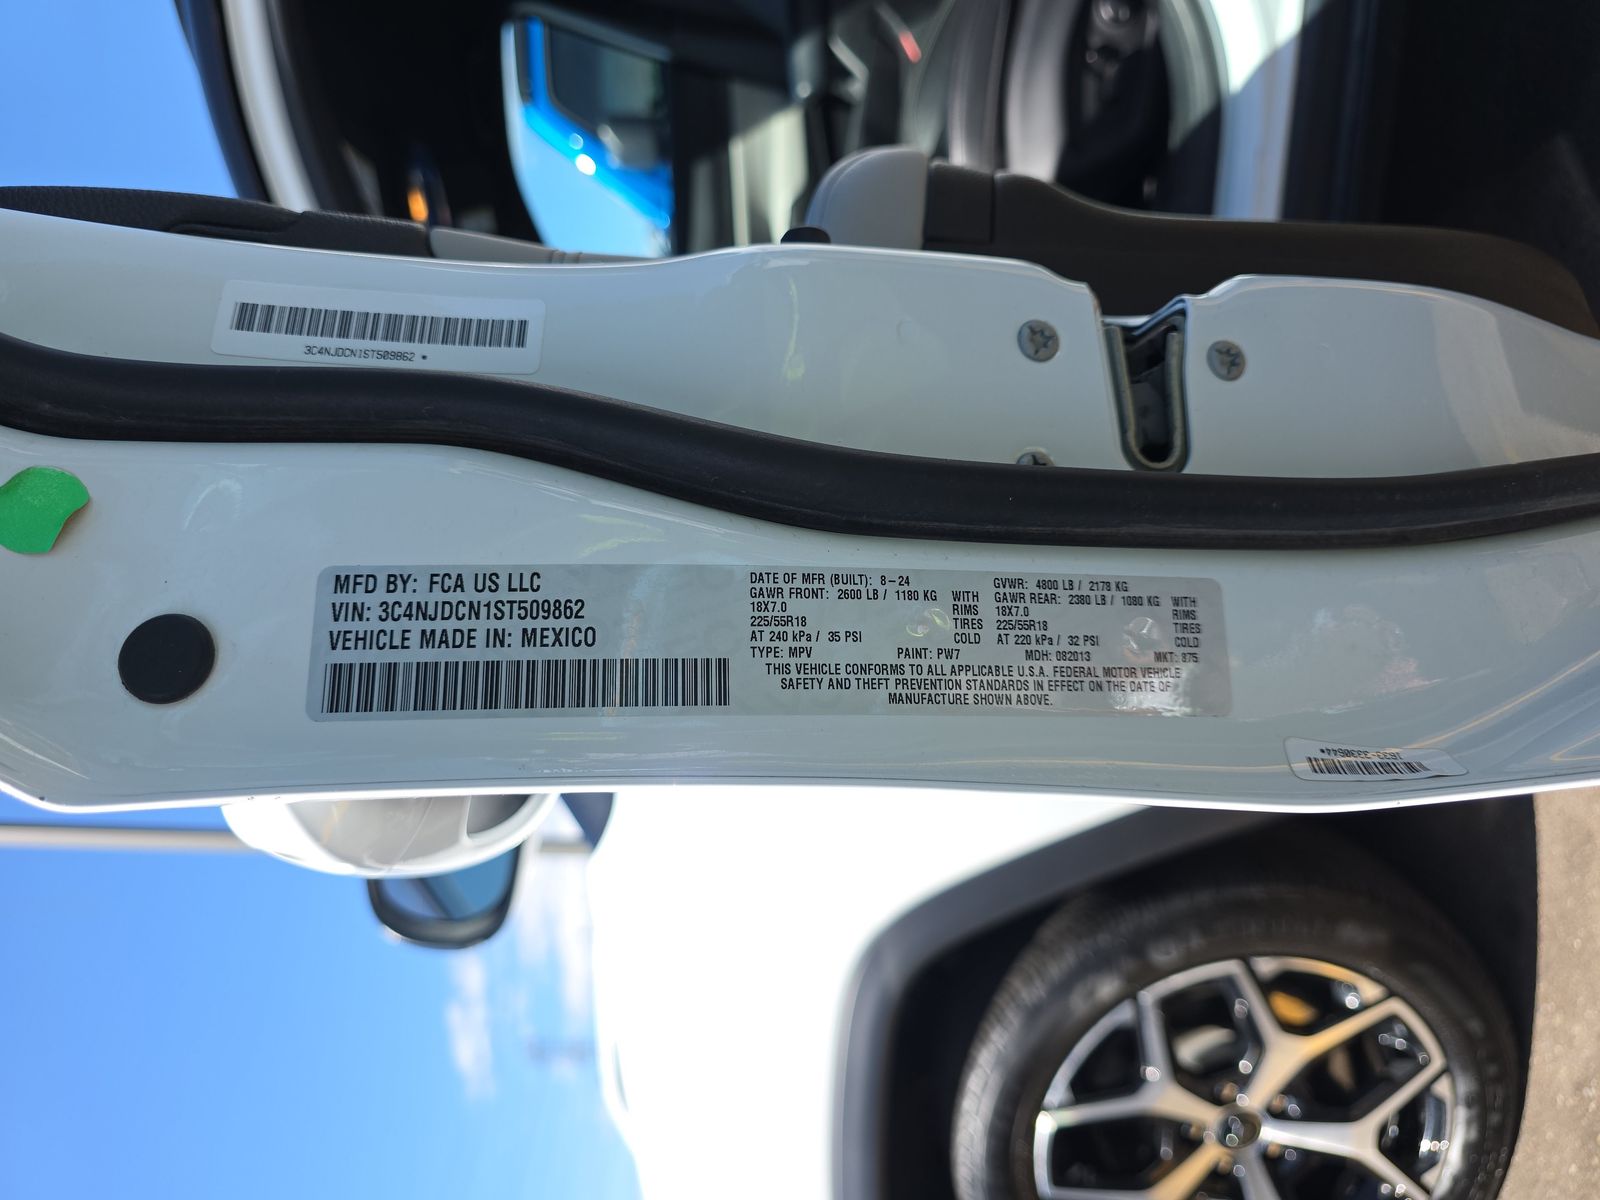 3C4NJDCN1ST509862 *
MFD BY: FCA US LLC
VIN: 3C4NJDCN1ST509862
VEHICLE MADE IN: MEXICO
DATE OF MFR (BUILT): 8-24
GAWR FRONT: 2600 LB / 1180 KG WITH
18X7.0 RIMS
225/55R18 TIRES
AT 240 kPa / 35 PSI COLD
GVWR: 4800 LB / 2178 KG
GAWR REAR: 2380 LB / 1080 KG WITH
18X7.0 RIMS
225/55R18 TIRES
AT 220 kPa / 32 PSI COLD
TYPE: MPV PAINT: PW7 MDH: 082013 MKT: 875
THIS VEHICLE CONFORMS TO ALL APPLICABLE U.S.A. FEDERAL MOTOR VEHICLE
SAFETY AND THEFT PREVENTION STANDARDS IN EFFECT ON THE DATE OF
MANUFACTURE SHOWN ABOVE.